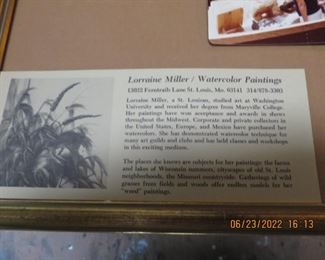 Lorraine Miller / Watercolor Paintings
13812 Ferntrails Lane St. Louis, Mo. 63141 314/878-3303
Lorraine Miller, a St. Louisan, studied art at Washington
University and received her degree from Maryville College.
Her paintings have won acceptance and awards in shows
throughout the Midwest. Corporate and private collectors in
the United States, Europe, and Mexico have purchased her
watercolors. She has demonstrated watercolor technique for
many art guilds and clubs and has held classes and workshops
in this exciting medium.
The places she knows are subjects for her paintings: the farms
and lakes of Wisconsin summers, cityscapes of old St. Louis
neighborhoods, the Missouri countryside. Gatherings of wild
grasses from fields and woods offer endless models for her
"weed" paintings.
06/23/2022 16:13